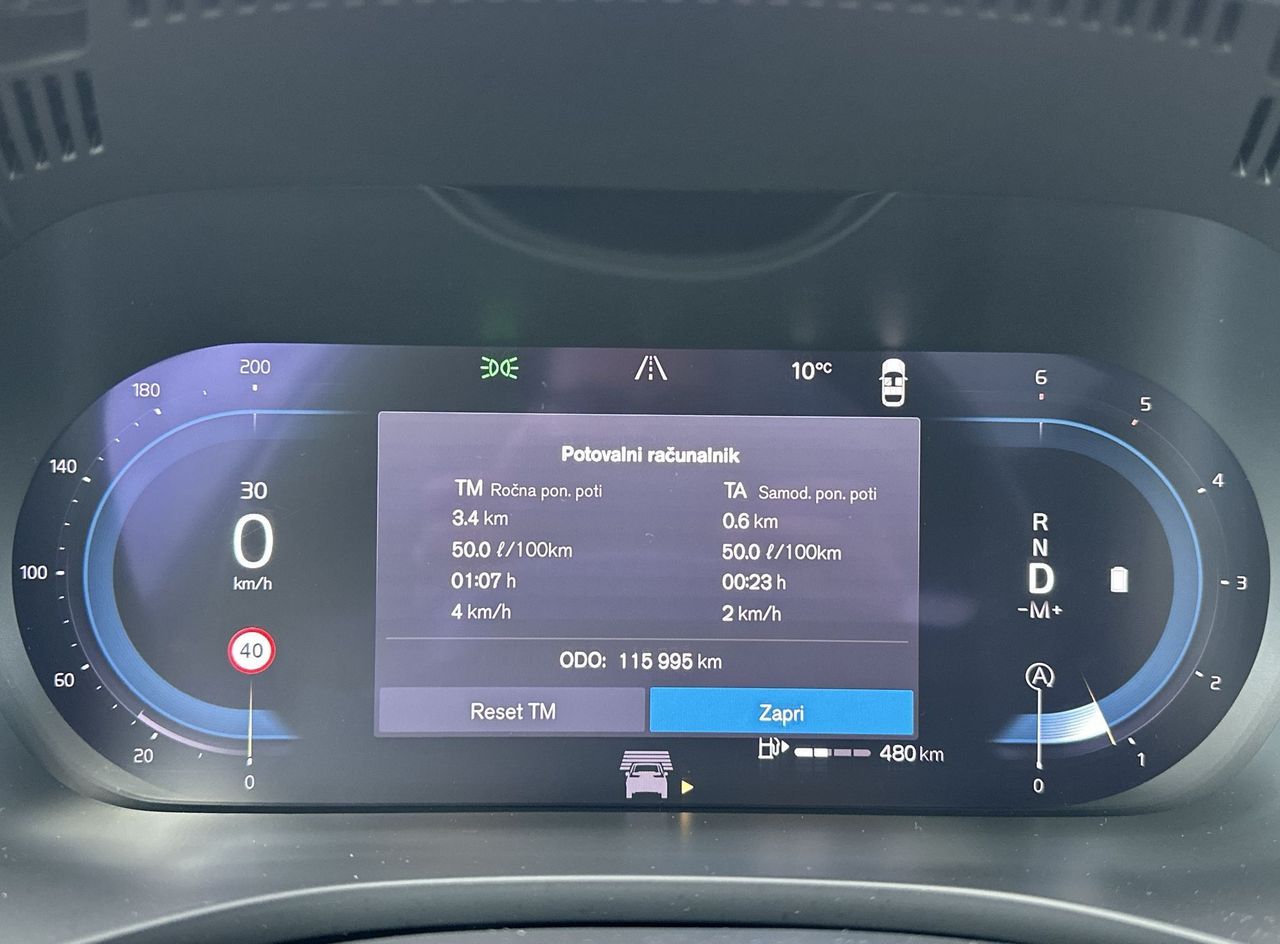 200
180
140
100
60
20
0
30
0
km/h
40
10°C
Potovalni računalnik
TM Ročna pon. poti
3.4 km
50.0 ℓ/100km
01:07 h
4 km/h
TA Samod. pon. poti
0.6 km
50.0 ℓ/100km
00:23 h
2 km/h
ODO: 115 995 km
Reset TM
Zapri
480 km
6
5
4
3
2
1
0
R
N
D
-M+
A